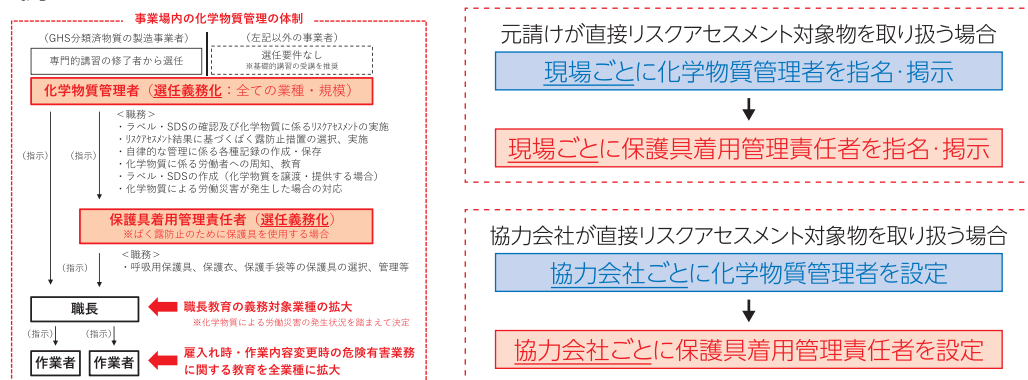 事業場内の化学物質管理の体制
（GHS分類済物質の製造事業者）
（左記以外の事業者）
専門的講習の修了者から選任
選任要件なし
※基礎的講習の受講を推奨
化学物質管理者（選任義務化：全ての業種・規模）
＜職務＞
・ラベル・SDSの確認及び化学物質に係るリスクアセスメントの実施
・リスクアセスメント結果に基づくばく露防止措置の選択、実施
・自律的な管理に係る各種記録の作成・保存
・化学物質に係る労働者への周知、教育
・ラベル・SDSの作成（化学物質を譲渡・提供する場合）
・化学物質による労働災害が発生した場合の対応
（指示）
（指示）
保護具着用管理責任者（選任義務化）
※ばく露防止のために保護具を使用する場合
＜職務＞
・呼吸用保護具、保護衣、保護手袋等の保護具の選択、管理等
（指示）
職長
職長教育の義務対象業種の拡大
※化学物質による労働災害の発生状況を踏まえて決定
（指示）
（指示）
作業者
作業者
雇入れ時・作業内容変更時の危険有害業務
に関する教育を全業種に拡大
元請けが直接リスクアセスメント対象物を取り扱う場合
現場ごとに化学物質管理者を指名・掲示
現場ごとに保護具着用管理責任者を指名・掲示
協力会社が直接リスクアセスメント対象物を取り扱う場合
協力会社ごとに化学物質管理者を設定
協力会社ごとに保護具着用管理責任者を設定